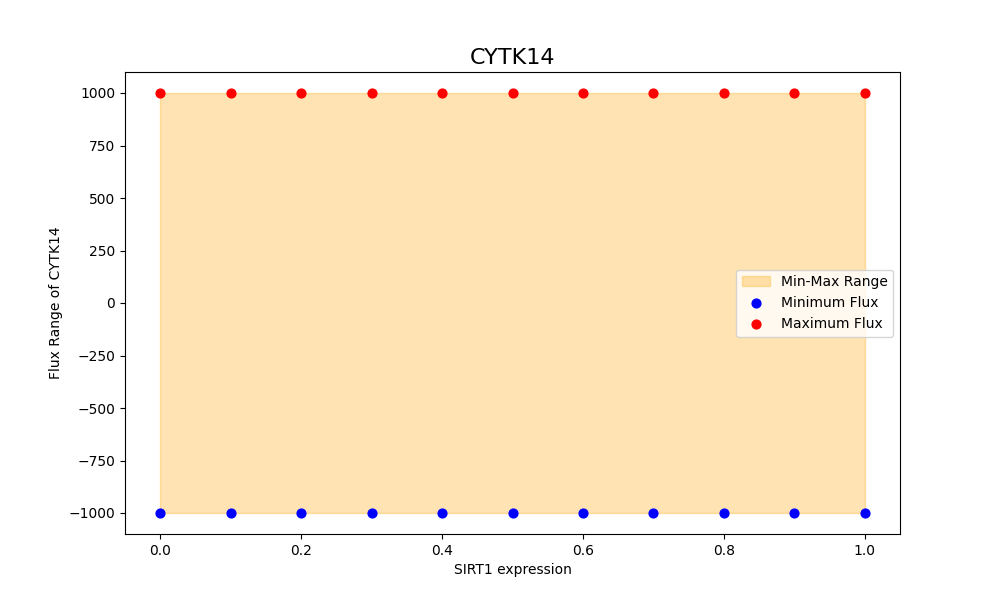 CYTK14
Flux Range of CYTK14
1000
750
500
250
0
−250
−500
−750
−1000
Min-Max Range
Minimum Flux
Maximum Flux
0.0
0.2
0.4
0.6
0.8
1.0
SIRT1 expression